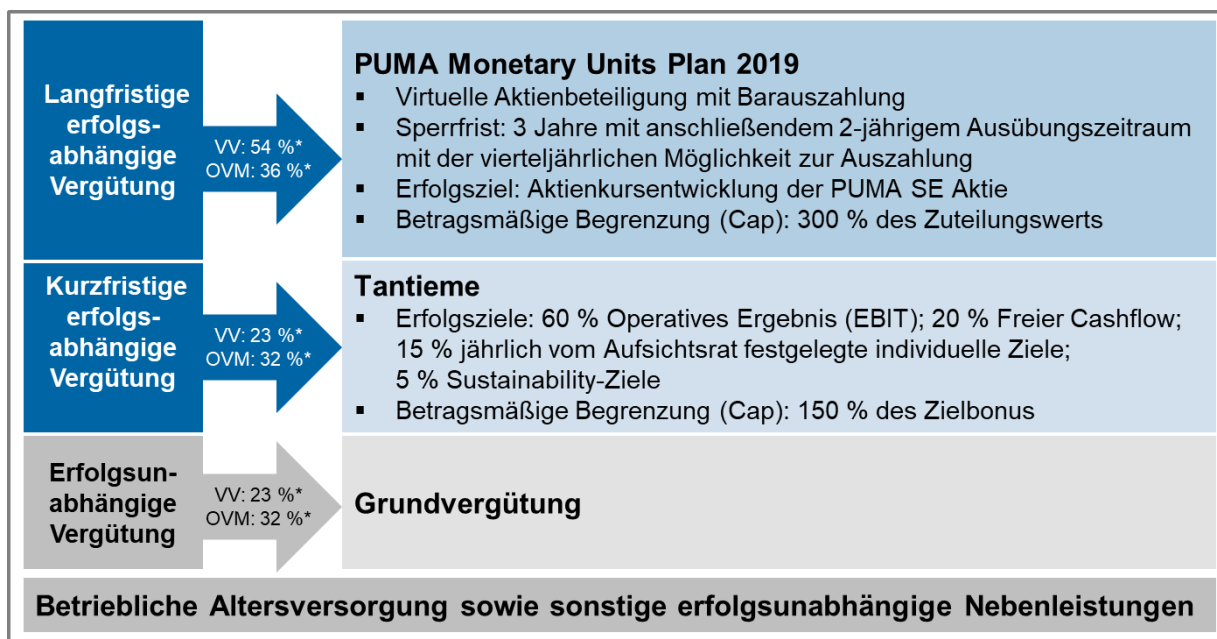 Langfristige
erfolgs-
abhängige
Vergütung
VV: 54 %*
OVM: 36 %*
PUMA Monetary Units Plan 2019
▪ Virtuelle Aktienbeteiligung mit Barauszahlung
▪ Sperrfrist: 3 Jahre mit anschließendem 2-jährigem Ausübungszeitraum
mit der vierteljährlichen Möglichkeit zur Auszahlung
▪ Erfolgsziel: Aktienkursentwicklung der PUMA SE Aktie
▪ Betragsmäßige Begrenzung (Cap): 300 % des Zuteilungswerts
Kurzfristige
erfolgs-
abhängige
Vergütung
VV: 23 %*
OVM: 32 %*
Tantieme
▪ Erfolgsziele: 60 % Operatives Ergebnis (EBIT); 20 % Freier Cashflow;
15 % jährlich vom Aufsichtsrat festgelegte individuelle Ziele;
5 % Sustainability-Ziele
▪ Betragsmäßige Begrenzung (Cap): 150 % des Zielbonus
Erfolgsun-
abhängige
Vergütung
VV: 23 %*
OVM: 32 %*
Grundvergütung
Betriebliche Altersversorgung sowie sonstige erfolgsunabhängige Nebenleistungen